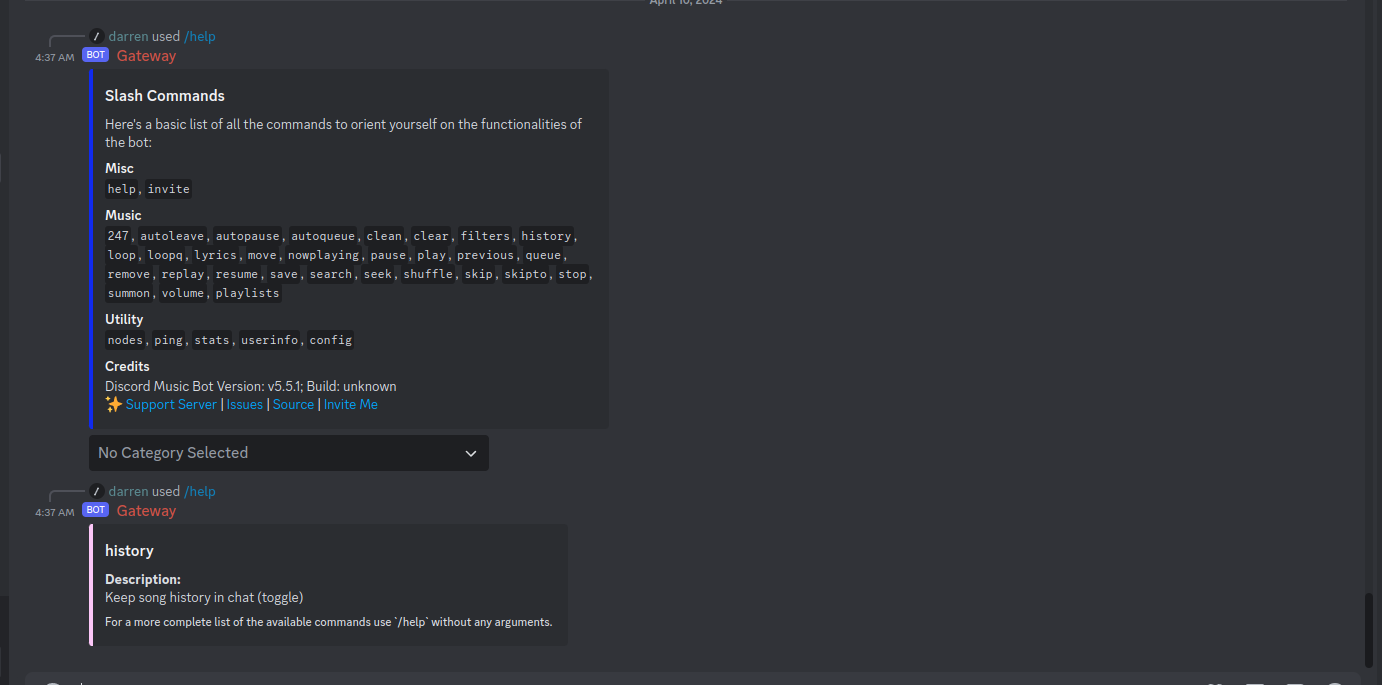 April 10, 2024
/ darren used /help
4:37 AM BOT Gateway
Slash Commands
Here's a basic list of all the commands to orient yourself on the functionalities of
the bot:
Misc
help, invite
Music
247, autoleave, autopause, autoqueue, clean, clear, filters, history,
loop, loopq, lyrics, move, nowplaying, pause, play, previous, queue,
remove, replay, resume, save, search, seek, shuffle, skip, skipto, stop,
summon, volume, playlists
Utility
nodes, ping, stats, userinfo, config
Credits
Discord Music Bot Version: v5.5.1; Build: unknown
✨ Support Server | Issues | Source | Invite Me
No Category Selected
/ darren used /help
4:37 AM BOT Gateway
history
Description:
Keep song history in chat (toggle)
For a more complete list of the available commands use `/help` without any arguments.